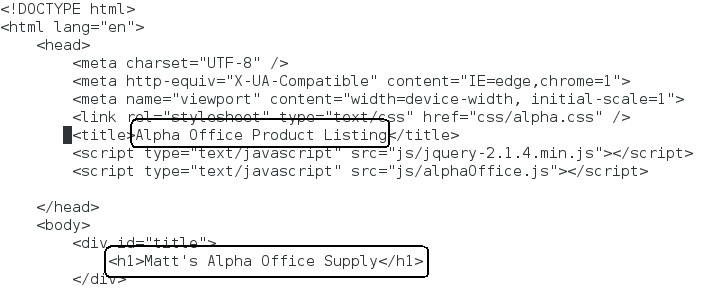 <!DOCTYPE html>
<html lang="en">
    <head>
        <meta charset="UTF-8" />
        <meta http-equiv="X-UA-Compatible" content="IE=edge,chrome=1">
        <meta name="viewport" content="width=device-width, initial-scale=1">
        <link rel="stylesheet" type="text/css" href="css/alpha.css" />
        <title>Alpha Office Product Listing</title>
        <script type="text/javascript" src="js/jquery-2.1.4.min.js"></script>
        <script type="text/javascript" src="js/alphaOffice.js"></script>

    </head>
    <body>
        <div id="title">
            <h1>Matt's Alpha Office Supply</h1>
        </div>